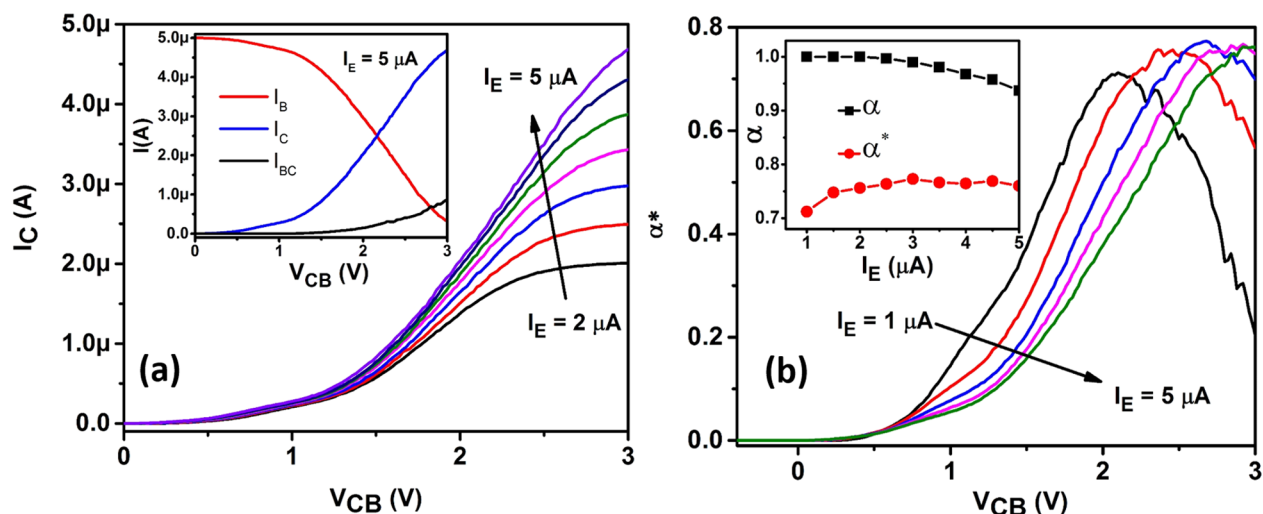 5.0μ
4.0μ
3.0μ
2.0μ
1.0μ
0.0
I_C (A)
0
1
2
3
V_CB (V)
(a)
I_E = 5 μA
I_E = 2 μA
5.0μ
4.0μ
3.0μ
2.0μ
1.0μ
0.0
I(A)
0
1
2
3
V_CB (V)
I_E = 5 μA
I_B
I_C
I_BC
0.8
0.6
0.4
0.2
0.0
α*
0
1
2
3
V_CB (V)
(b)
I_E = 1 μA
I_E = 5 μA
1.0
0.9
0.8
0.7
α
1
2
3
4
5
I_E (μA)
α
α*